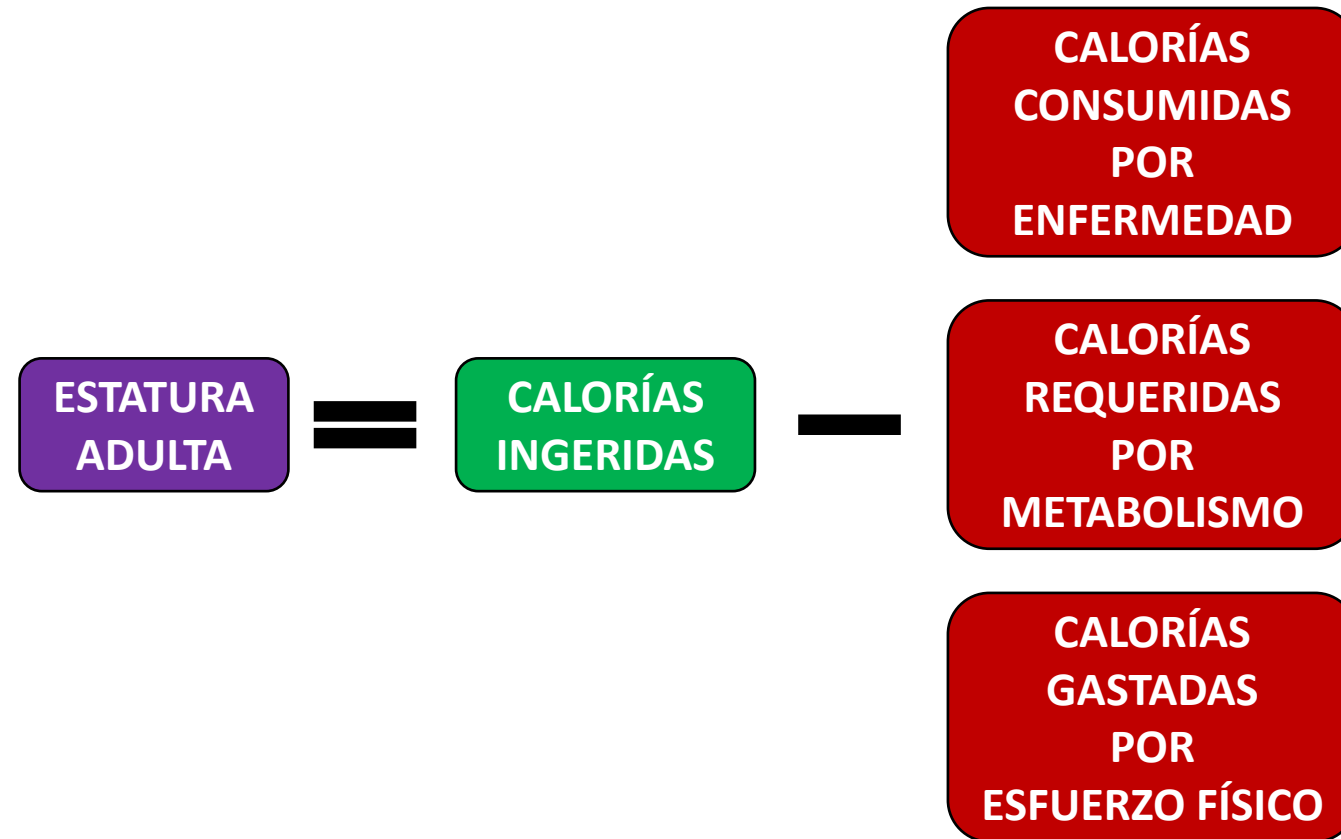 CALORÍAS
CONSUMIDAS
POR
ENFERMEDAD
ESTATURA
ADULTA
CALORÍAS
INGERIDAS
CALORÍAS
REQUERIDAS
POR
METABOLISMO
CALORÍAS
GASTADAS
POR
ESFUERZO FÍSICO